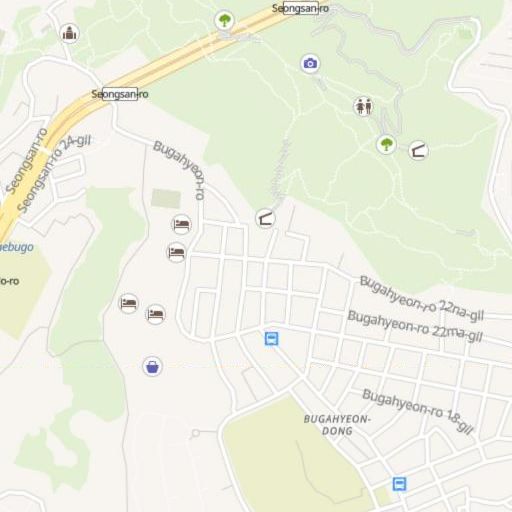 Seongsan-ro
Seongsan-ro
Seongsan-ro
Seongsan-ro 24-gil
Bugahyeon-ro
Bugahyeon-ro 22na-gil
Bugahyeon-ro 22ma-gil
Bugahyeon-ro 18-gil
BUGAHYEON-
DONG